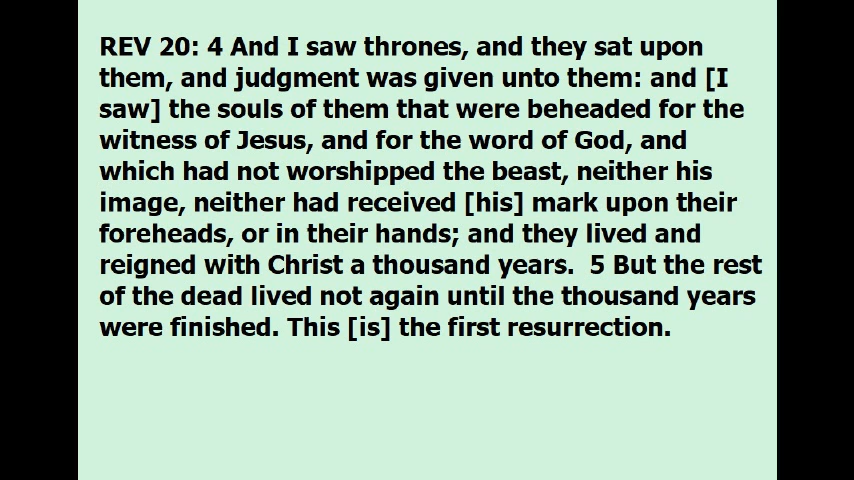 REV 20: 4 And I saw thrones, and they sat upon
them, and judgment was given unto them: and [I
saw] the souls of them that were beheaded for the
witness of Jesus, and for the word of God, and
which had not worshipped the beast, neither his
image, neither had received [his] mark upon their
foreheads, or in their hands; and they lived and
reigned with Christ a thousand years.  5 But the rest
of the dead lived not again until the thousand years
were finished. This [is] the first resurrection.